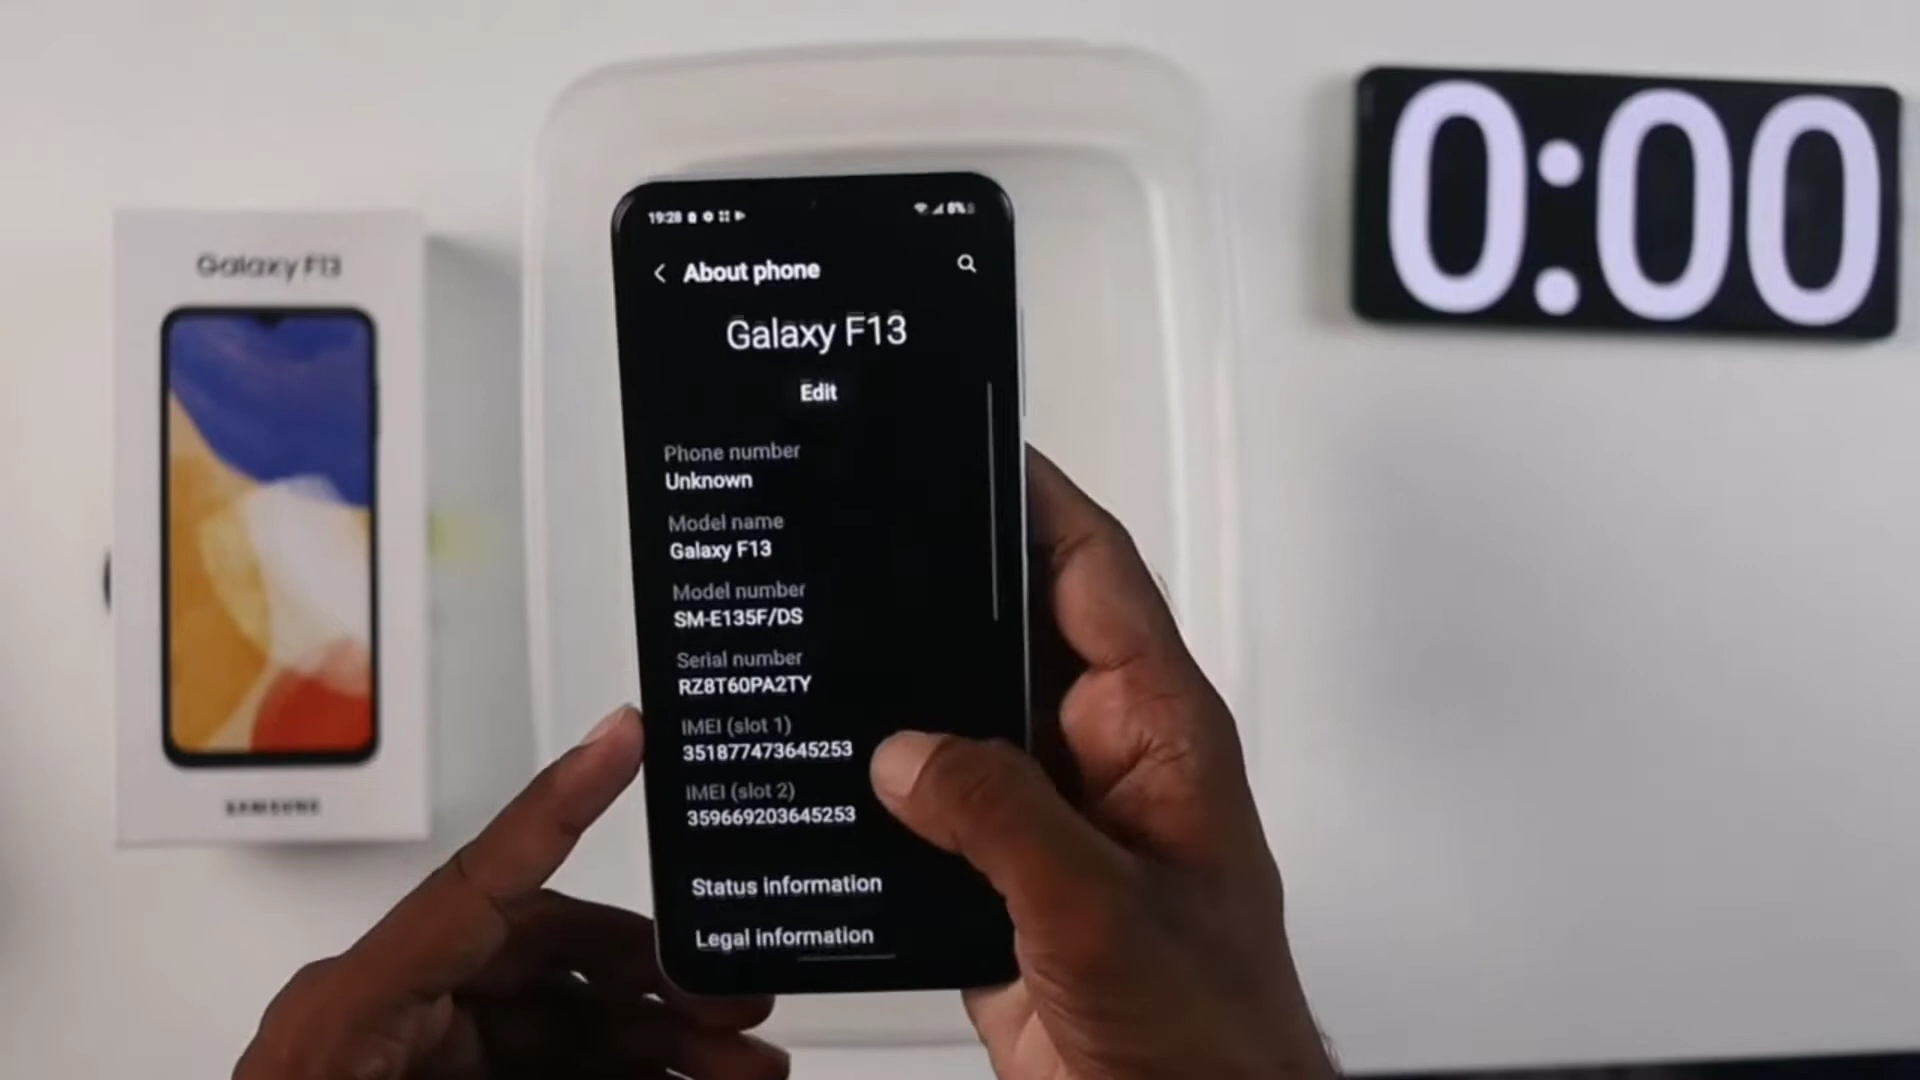 Galaxy F13
SAMSUNG
19:28
6%
About phone
Galaxy F13
Edit
Phone number
Unknown
Model name
Galaxy F13
Model number
SM-E135F/DS
Serial number
RZ8T60PA2TY
IMEI (slot 1)
351877473645253
IMEI (slot 2)
359669203645253
Status information
Legal information
0:00